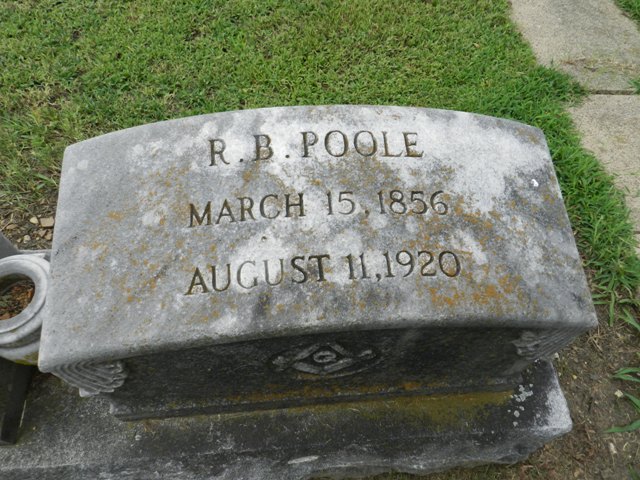 R.B. POOLE
MARCH 15,1856
AUGUST 11,1920